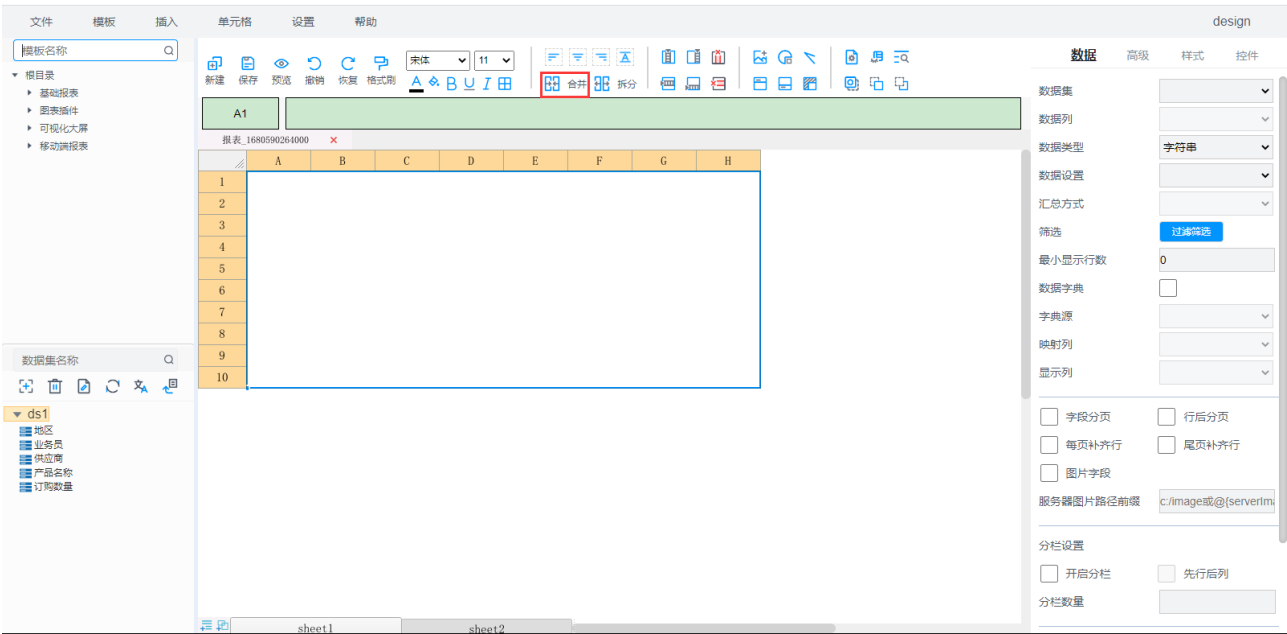 文件 模板 插入 单元格 设置 帮助 design
模板名称
根目录
基础报表
图表插件
可视化大屏
移动端报表
数据集名称
ds1
地区
业务员
供应商
产品名称
订购数量
新建 保存 预览 撤销 恢复 格式刷
宋体 11
A B U I
合并 拆分
A1
报表_1680590264000
A B C D E F G H
1
2
3
4
5
6
7
8
9
10
sheet1 sheet2
数据 高级 样式 控件
数据集
数据列
数据类型 字符串
数据设置
汇总方式
筛选 过滤筛选
最小显示行数 0
数据字典
字典源
映射列
显示列
字段分页 行后分页
每页补齐行 尾页补齐行
图片字段
服务器图片路径前缀 c:/image或@{serverIma
分栏设置
开启分栏 先行后列
分栏数量